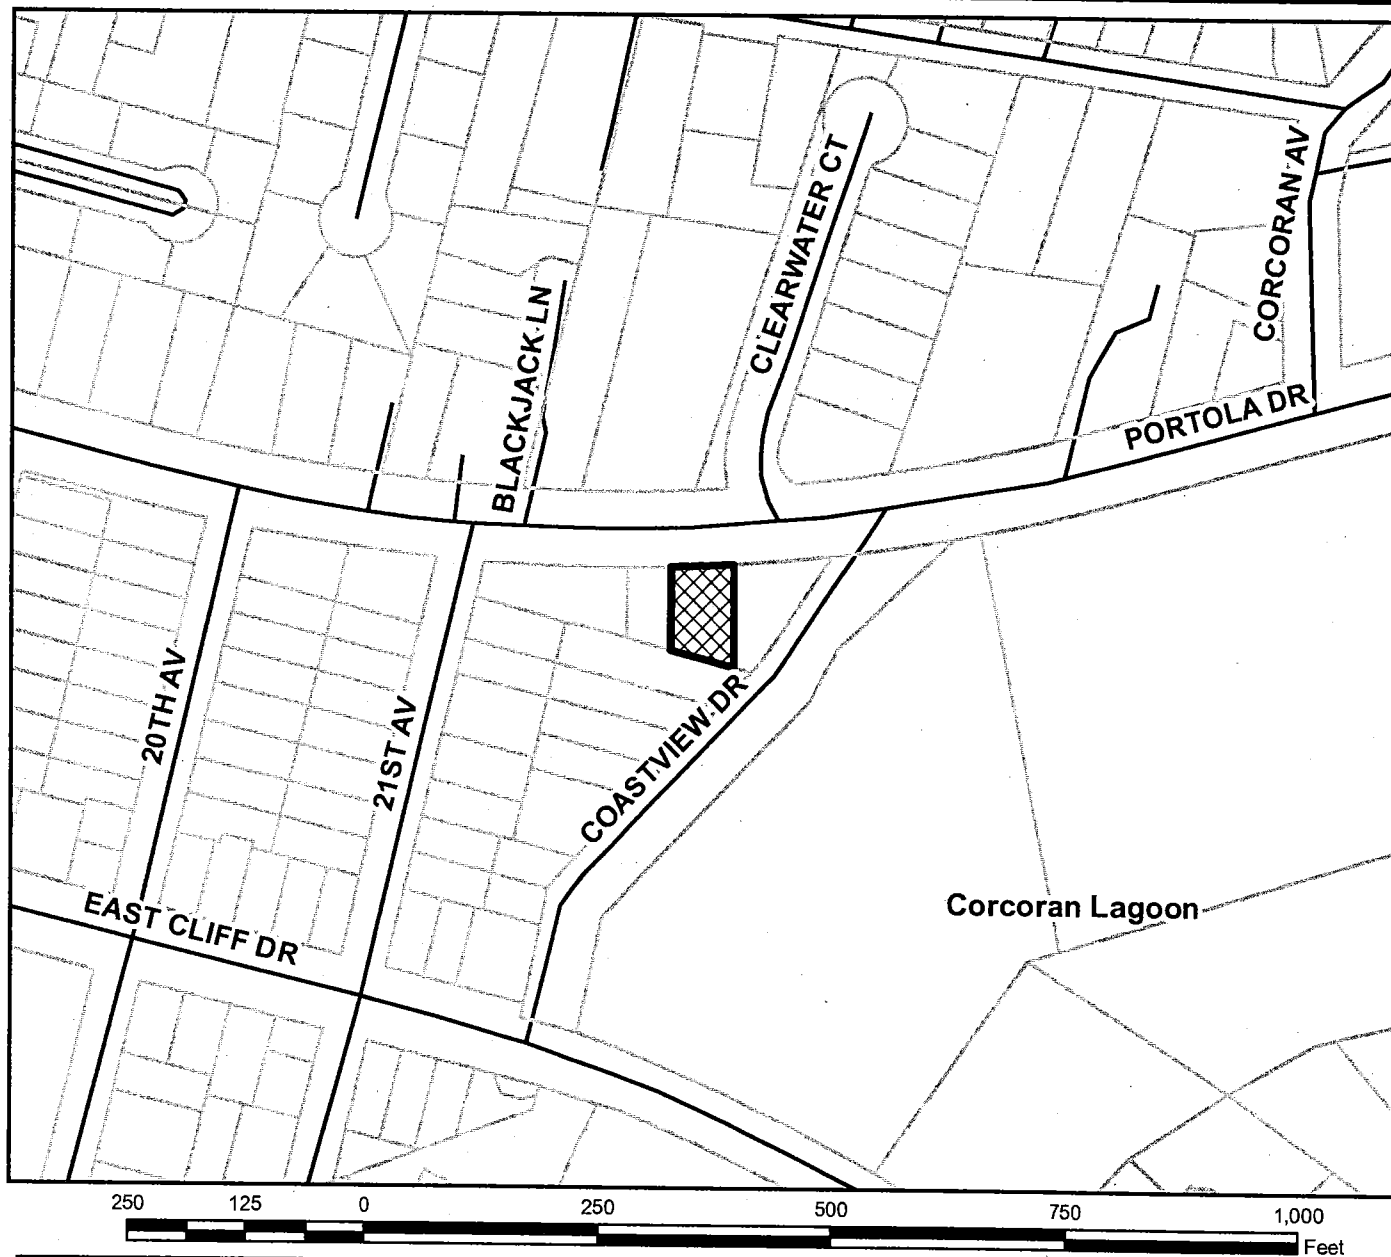 CLEARWATER CT
CORCORAN AV
BLACKJACK LN
PORTOLA DR
20TH AV
21ST AV
COASTVIEW DR
EAST CLIFF DR
Corcoran Lagoon
250 125 0 250 500 750 1,000
Feet